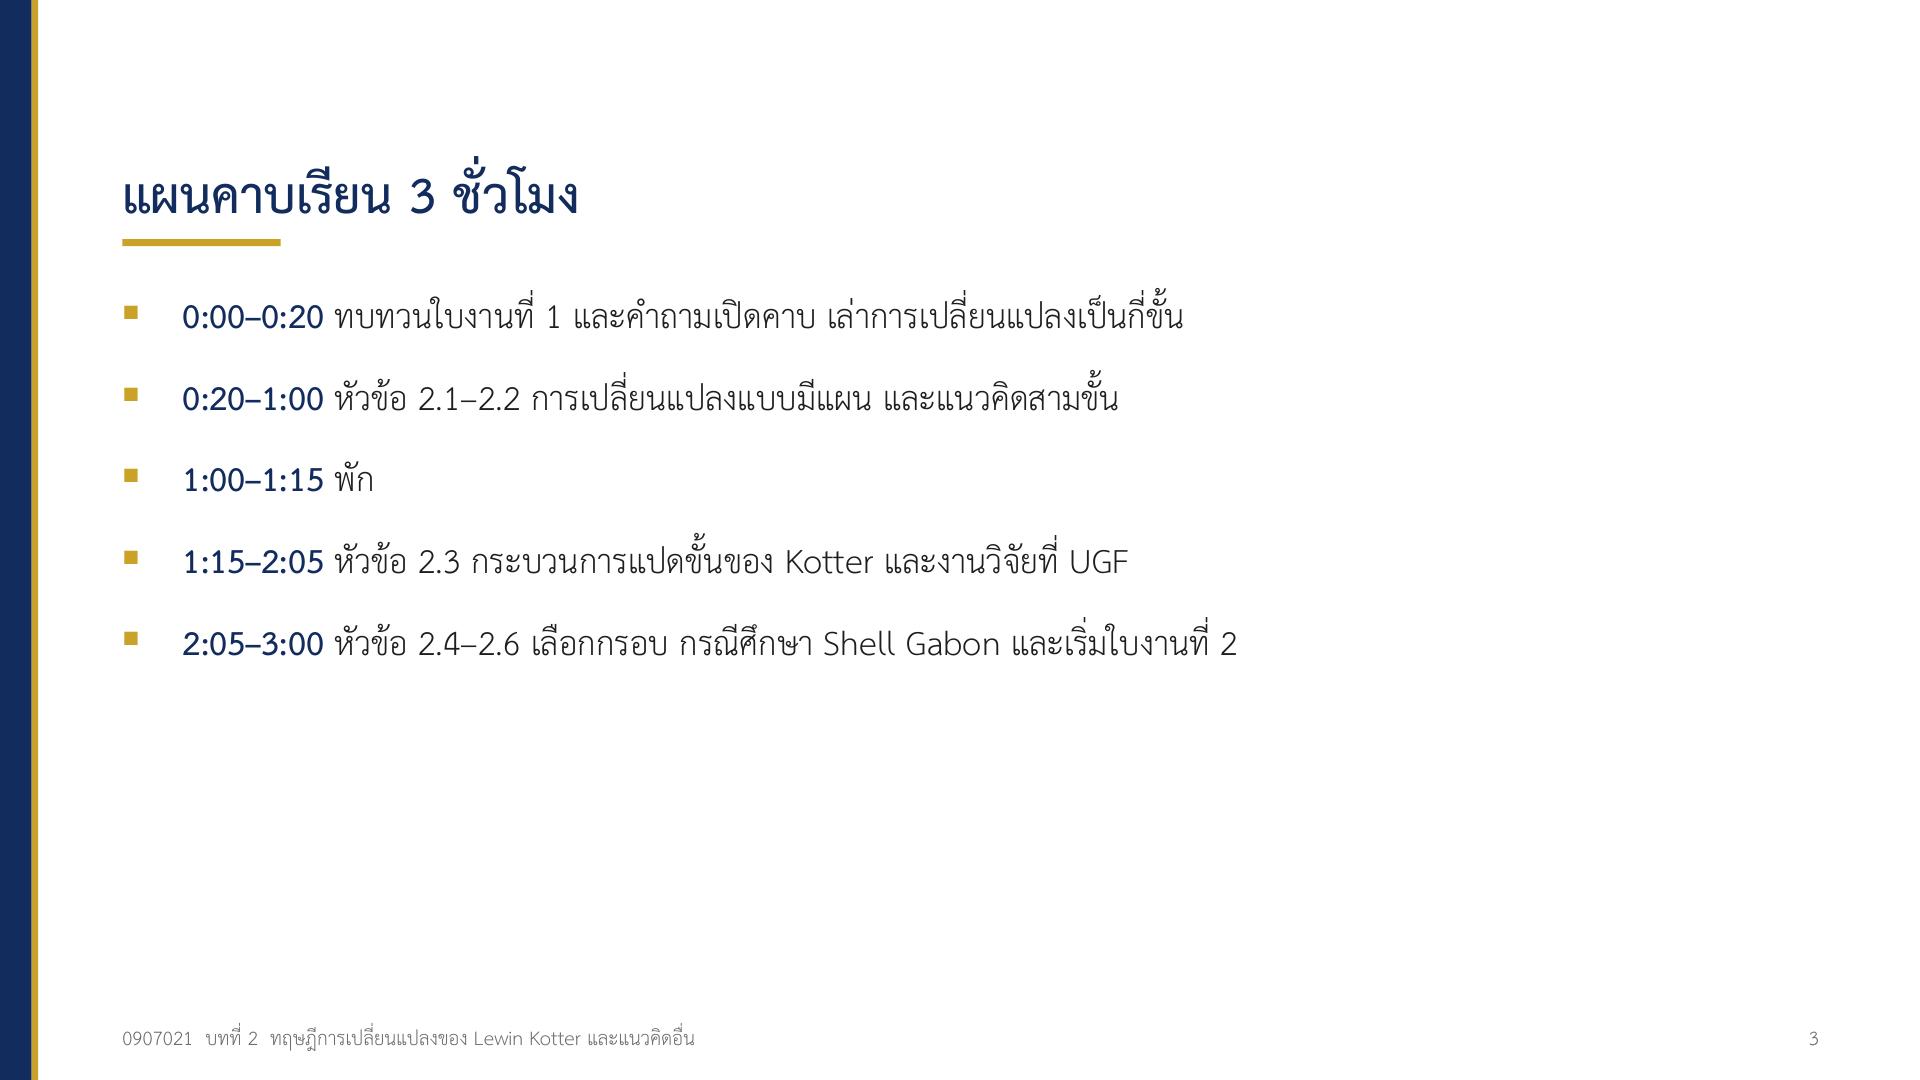 แผนคาบเรียน 3 ชั่วโมง
0:00–0:20 ทบทวนใบงานที่ 1 และคำถามเปิดคาบ เล่าการเปลี่ยนแปลงเป็นกี่ขั้น
0:20–1:00 หัวข้อ 2.1–2.2 การเปลี่ยนแปลงแบบมีแผน และแนวคิดสามขั้น
1:00–1:15 พัก
1:15–2:05 หัวข้อ 2.3 กระบวนการแปดขั้นของ Kotter และงานวิจัยที่ UGF
2:05–3:00 หัวข้อ 2.4–2.6 เลือกกรอบ กรณีศึกษา Shell Gabon และเริ่มใบงานที่ 2
0907021 บทที่ 2 ทฤษฎีการเปลี่ยนแปลงของ Lewin Kotter และแนวคิดอื่น
3